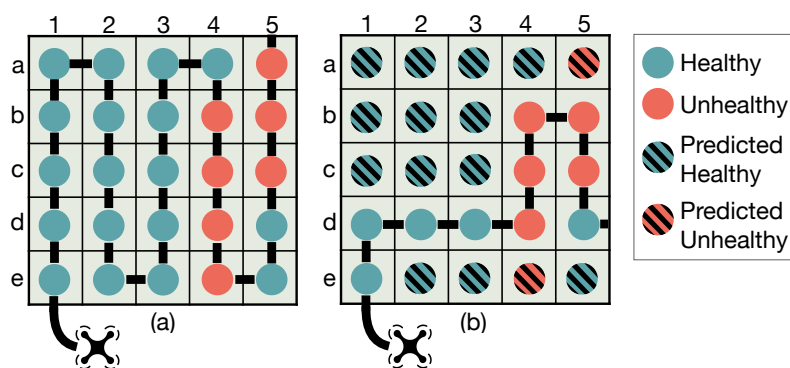 1 2 3 4 5
a
b
c
d
e
(a)
1 2 3 4 5
a
b
c
d
e
(b)
Healthy
Unhealthy
Predicted
Healthy
Predicted
Unhealthy